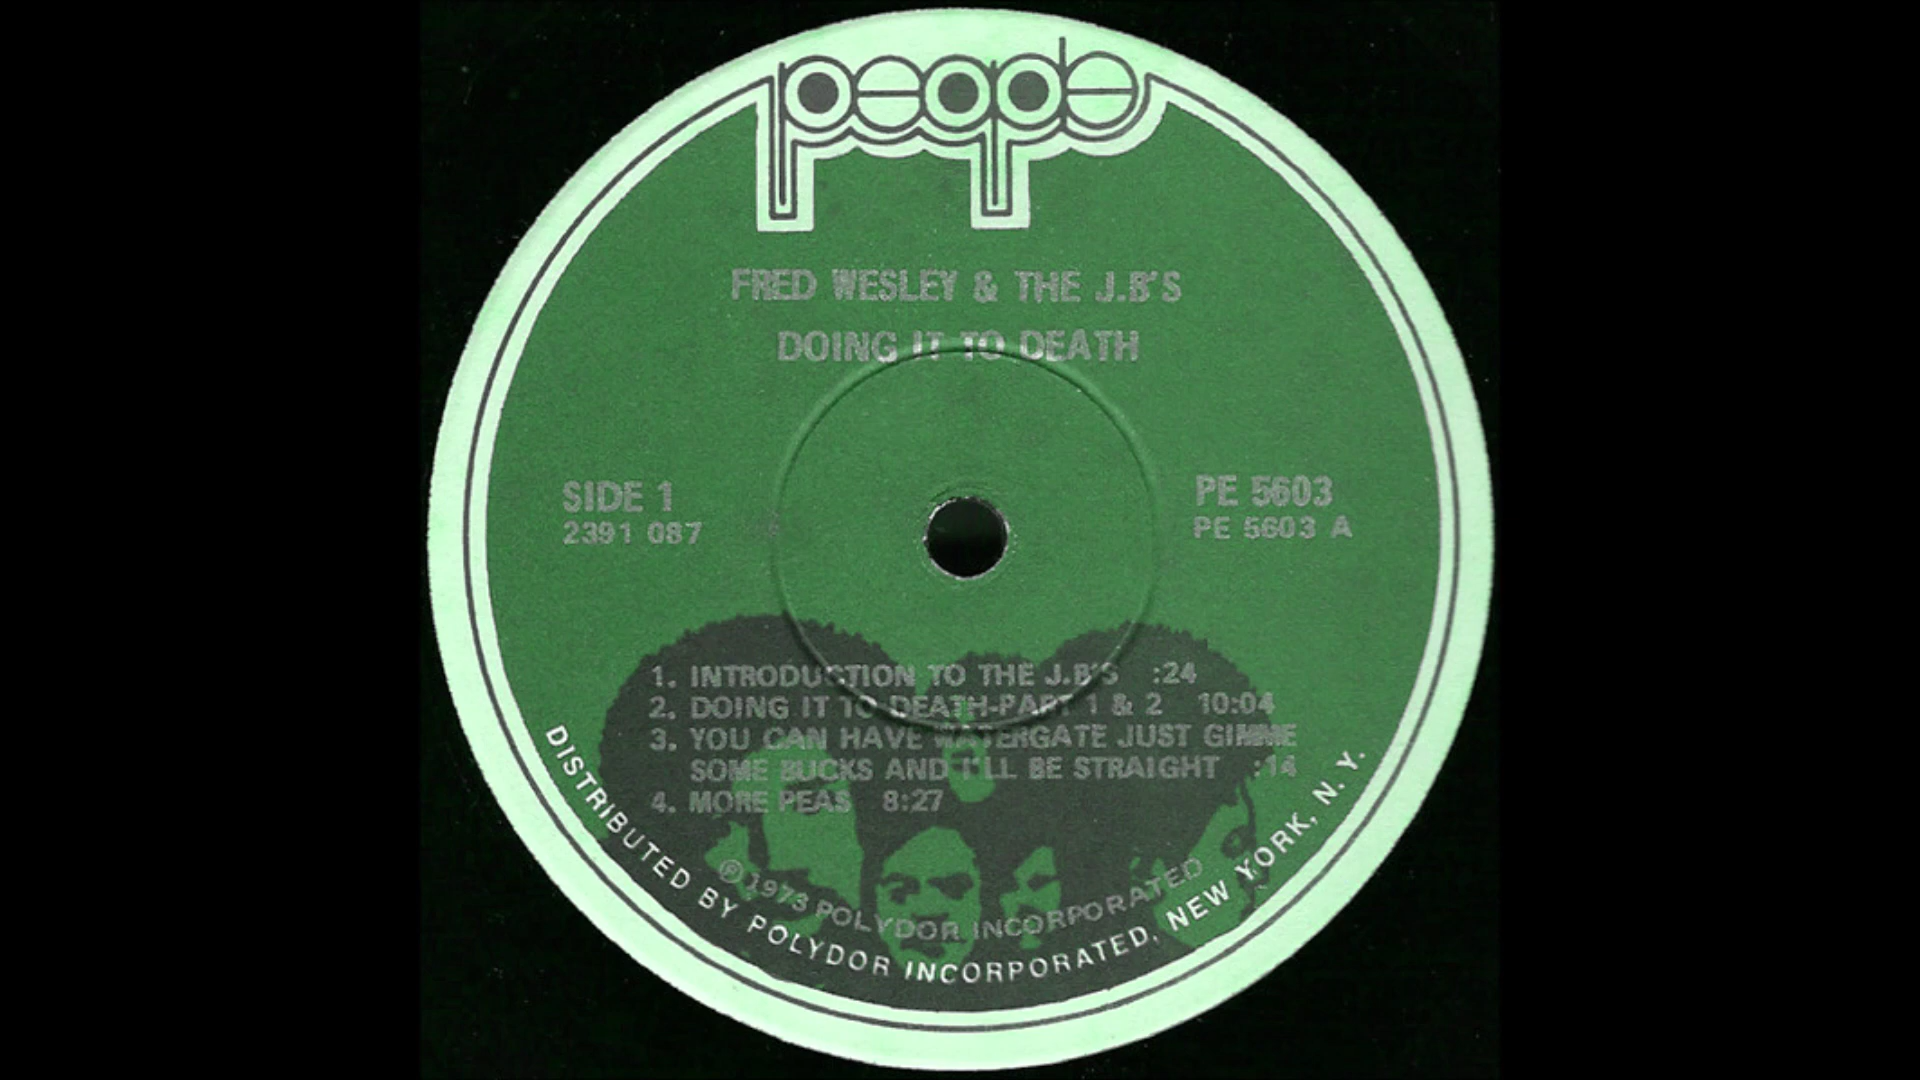 people
FRED WESLEY & THE J.B'S
DOING IT TO DEATH
SIDE 1
2391 087
PE 5603
PE 5603 A
1. INTRODUCTION TO THE J.B'S :24
2. DOING IT TO DEATH-PART 1 & 2 10:04
3. YOU CAN HAVE WATERGATE JUST GIMME
SOME BUCKS AND I'LL BE STRAIGHT :14
4. MORE PEAS 8:27
℗ 1973 POLYDOR INCORPORATED
DISTRIBUTED BY POLYDOR INCORPORATED, NEW YORK, N.Y.